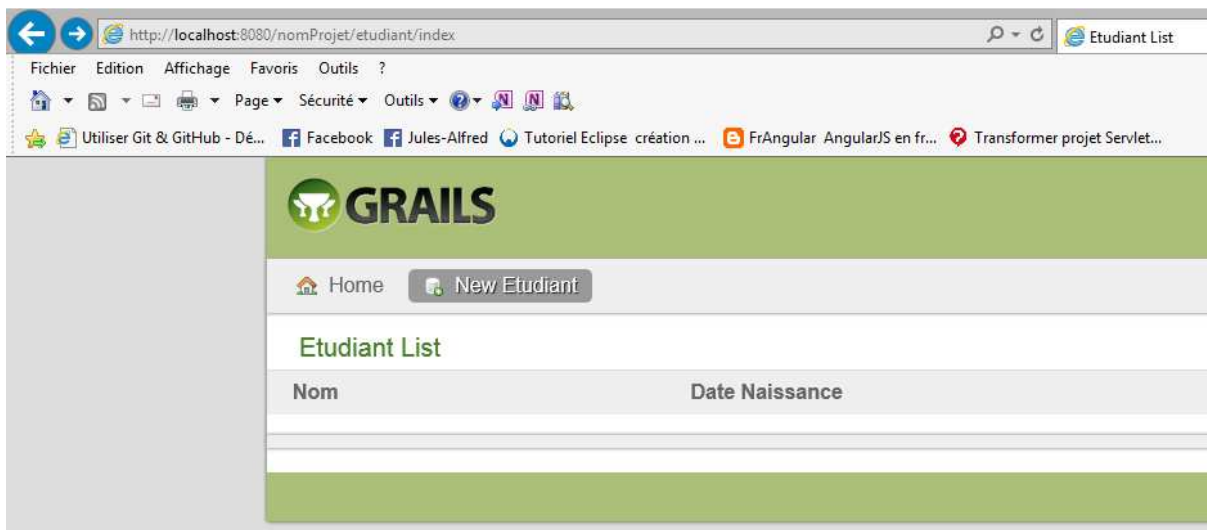 http://localhost:8080/nomProjet/etudiant/index
Etudiant List
Fichier Edition Affichage Favoris Outils ?
Page Sécurité Outils
Utiliser Git & GitHub - Dé... Facebook Jules-Alfred Tutoriel Eclipse création ... FrAngular AngularJS en fr... Transformer projet Servlet...
GRAILS
Home New Etudiant
Etudiant List
Nom Date Naissance